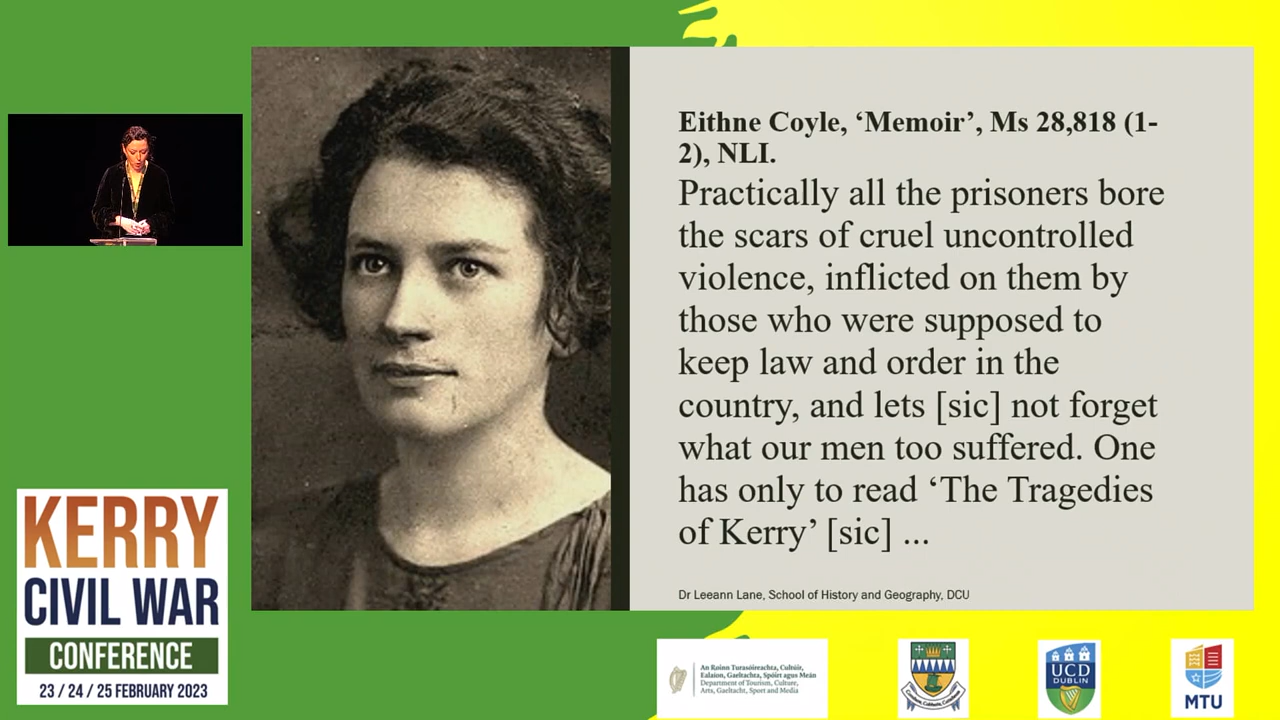 Eithne Coyle, ‘Memoir’, Ms 28,818 (1-
2), NLI.
Practically all the prisoners bore
the scars of cruel uncontrolled
violence, inflicted on them by
those who were supposed to
keep law and order in the
country, and lets [sic] not forget
what our men too suffered. One
has only to read ‘The Tragedies
of Kerry’ [sic] ...
Dr Leeann Lane, School of History and Geography, DCU
KERRY
CIVIL WAR
CONFERENCE
23 / 24 / 25 FEBRUARY 2023
An Roinn Turasóireachta, Cultúir,
Ealaíon, Gaeltachta, Spóirt agus Meán
Department of Tourism, Culture,
Arts, Gaeltacht, Sport and Media
UCD
DUBLIN
MTU